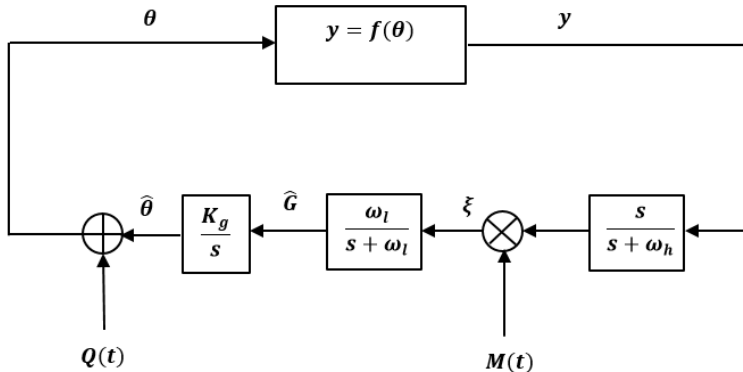 θ
y = f(θ)
y
θ̂
K_g
s
Ĝ
ω_l
s + ω_l
ξ
s
s + ω_h
Q(t)
M(t)